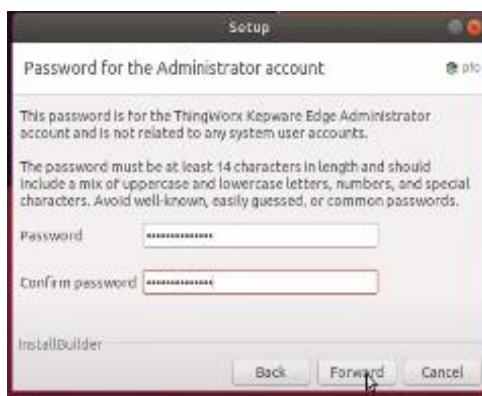 Setup
Password for the Administrator account
ptc
This password is for the ThingWorx Kepware Edge Administrator
account and is not related to any system user accounts.
The password must be at least 14 characters in length and should
include a mix of uppercase and lowercase letters, numbers, and special
characters. Avoid well-known, easily guessed, or common passwords.
Password
Confirm password
InstallBuilder
Back Forward Cancel